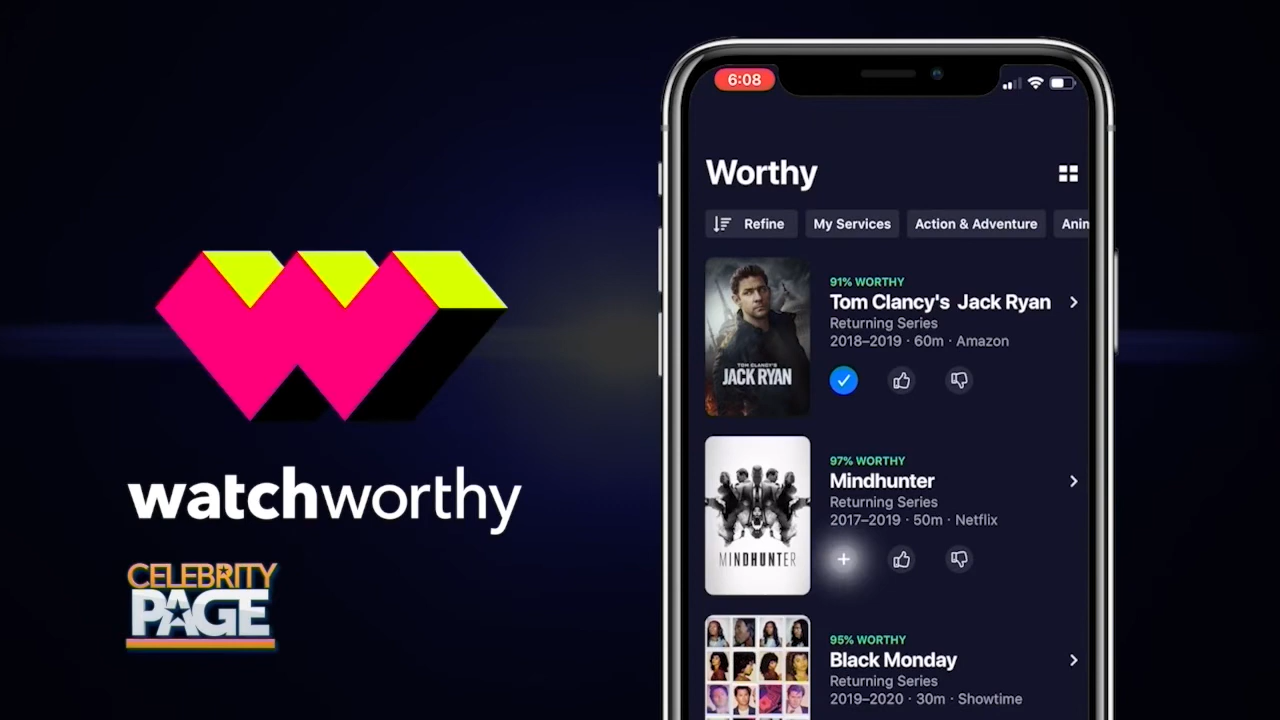 watchworthy
CELEBRITY
PAGE
6:08
Worthy
Refine
My Services
Action & Adventure
Anin
91% WORTHY
Tom Clancy's Jack Ryan
Returning Series
2018–2019 · 60m · Amazon
TOM CLANCY'S
JACK RYAN
97% WORTHY
Mindhunter
Returning Series
2017–2019 · 50m · Netflix
MINDHUNTER
95% WORTHY
Black Monday
Returning Series
2019–2020 · 30m · Showtime